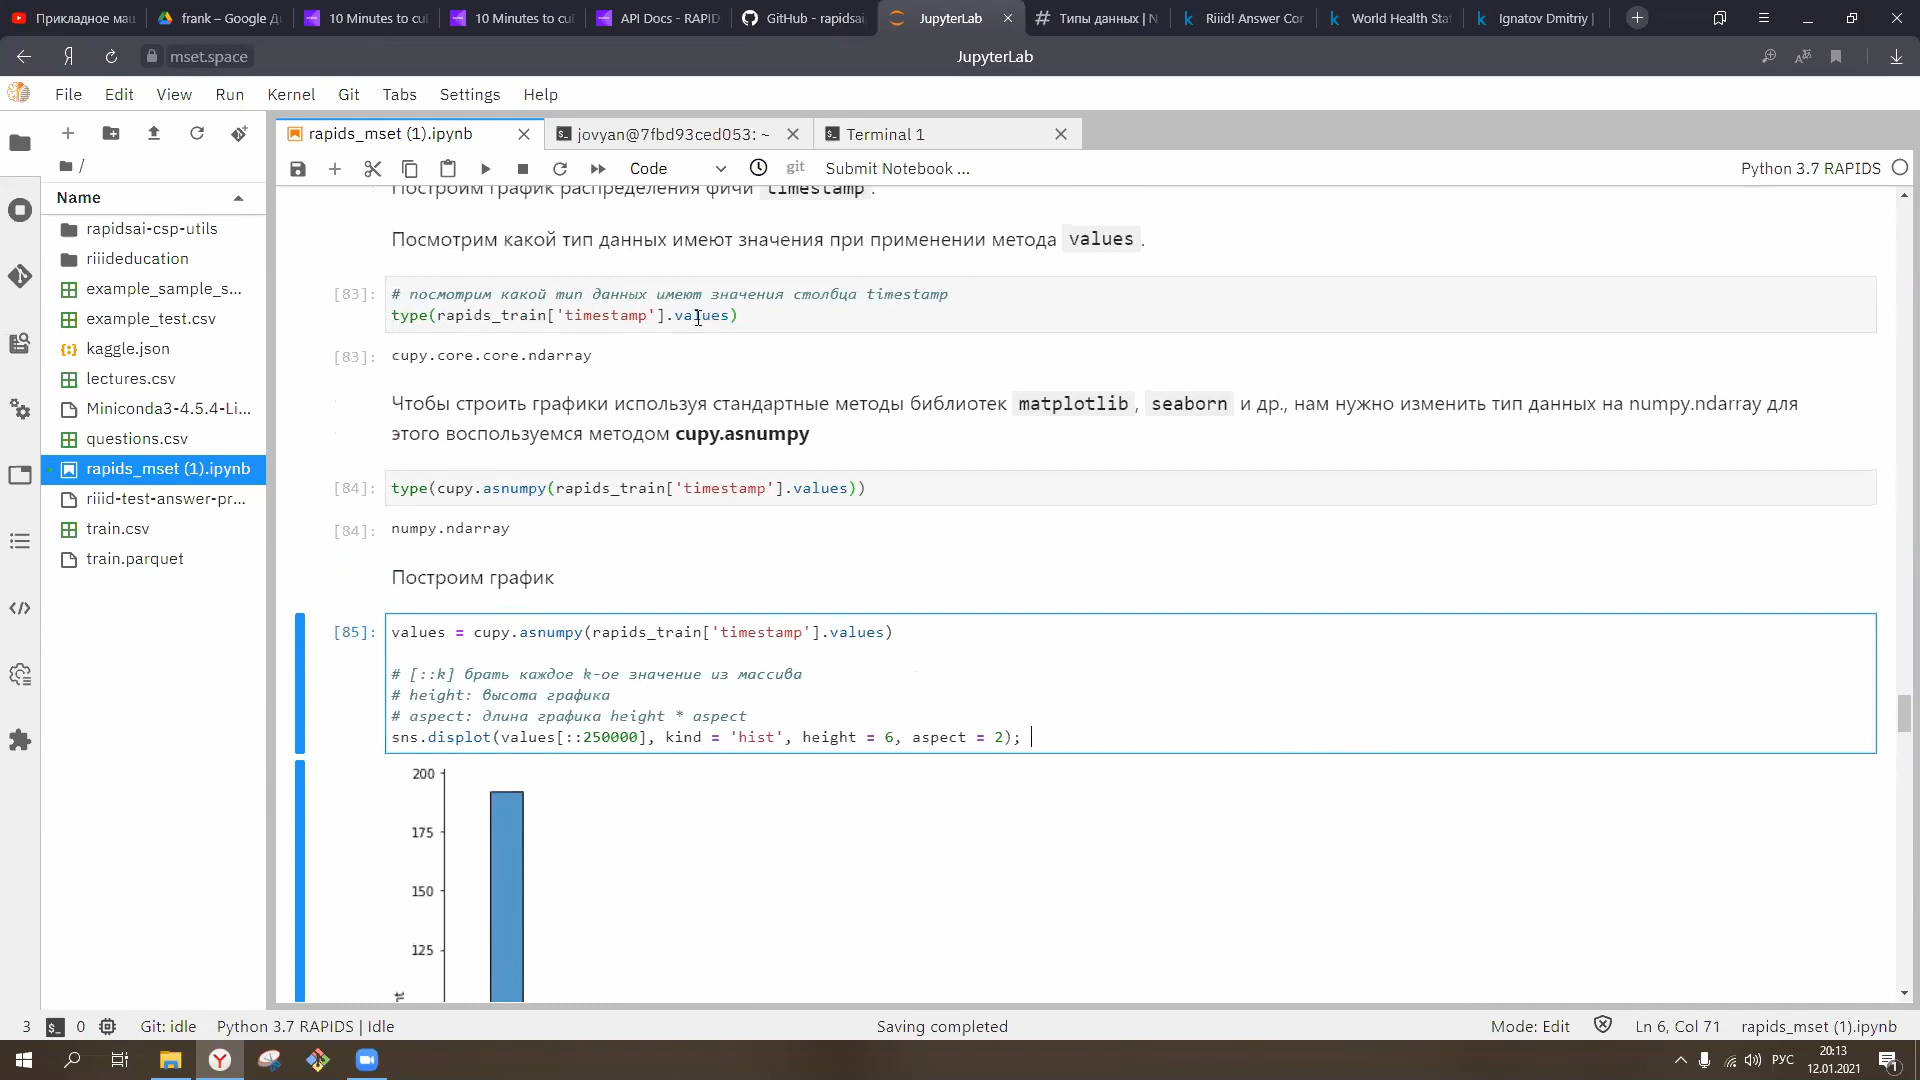 Прикладное маш
frank – Google Д
10 Minutes to cu
10 Minutes to cu
API Docs - RAPID
GitHub - rapidsai
JupyterLab
Типы данных | N
Riiid! Answer Cor
World Health Sta
Ignatov Dmitriy |
mset.space
JupyterLab
File Edit View Run Kernel Git Tabs Settings Help
rapids_mset (1).ipynb
jovyan@7fbd93ced053: ~
Terminal 1
Code
git
Submit Notebook ...
Python 3.7 RAPIDS
/
Name
rapidsai-csp-utils
riiideducation
example_sample_s...
example_test.csv
kaggle.json
lectures.csv
Miniconda3-4.5.4-Li...
questions.csv
rapids_mset (1).ipynb
riiid-test-answer-pr...
train.csv
train.parquet
Построим график распределения фичи timestamp.
Посмотрим какой тип данных имеют значения при применении метода values.
[83]: # посмотрим какой тип данных имеют значения столбца timestamp
type(rapids_train['timestamp'].values)
[83]: cupy.core.core.ndarray
Чтобы строить графики используя стандартные методы библиотек matplotlib, seaborn и др., нам нужно изменить тип данных на numpy.ndarray для
этого воспользуемся методом cupy.asnumpy
[84]: type(cupy.asnumpy(rapids_train['timestamp'].values))
[84]: numpy.ndarray
Построим график
[85]: values = cupy.asnumpy(rapids_train['timestamp'].values)
# [::k] брать каждое k-ое значение из массива
# height: высота графика
# aspect: длина графика height * aspect
sns.displot(values[::250000], kind = 'hist', height = 6, aspect = 2);
200
175
150
125
3 0 Git: idle Python 3.7 RAPIDS | Idle
Saving completed
Mode: Edit Ln 6, Col 71 rapids_mset (1).ipynb
РУС
20:13
12.01.2021
1